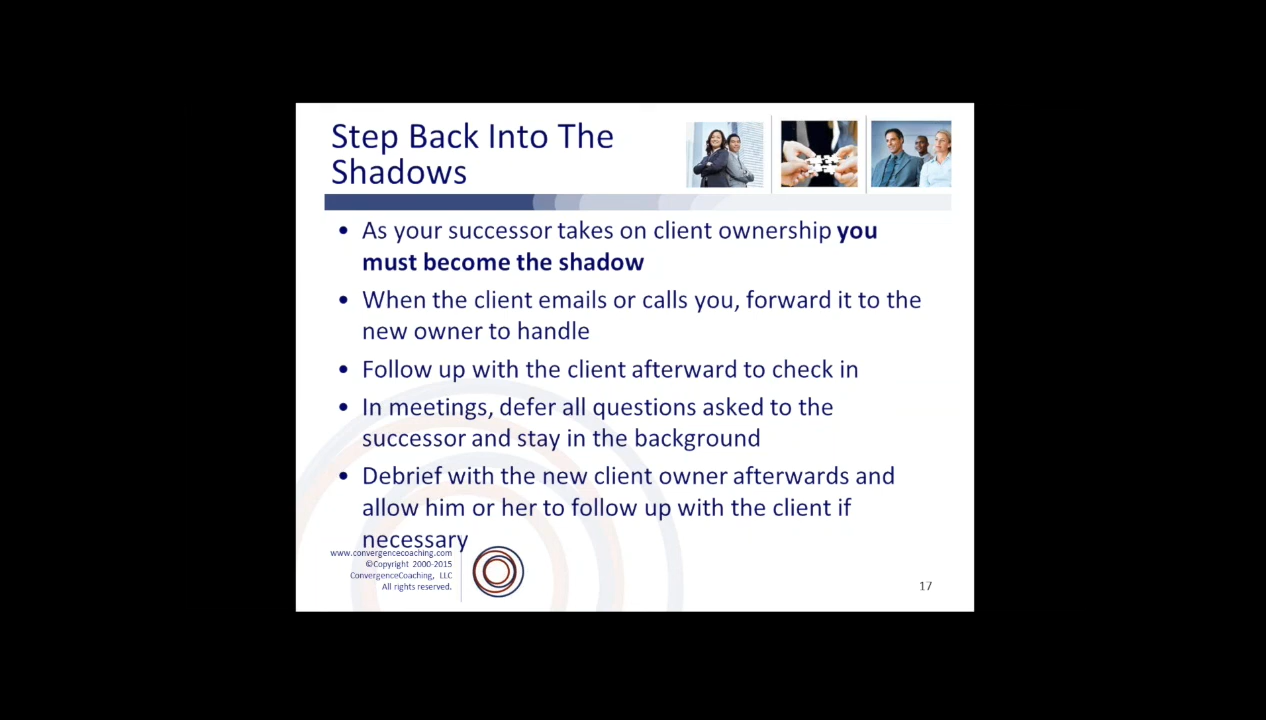 Step Back Into The
Shadows
• As your successor takes on client ownership you
must become the shadow
• When the client emails or calls you, forward it to the
new owner to handle
• Follow up with the client afterward to check in
• In meetings, defer all questions asked to the
successor and stay in the background
• Debrief with the new client owner afterwards and
allow him or her to follow up with the client if
necessary
www.convergencecoaching.com
©Copyright 2000-2015
ConvergenceCoaching, LLC
All rights reserved.
17